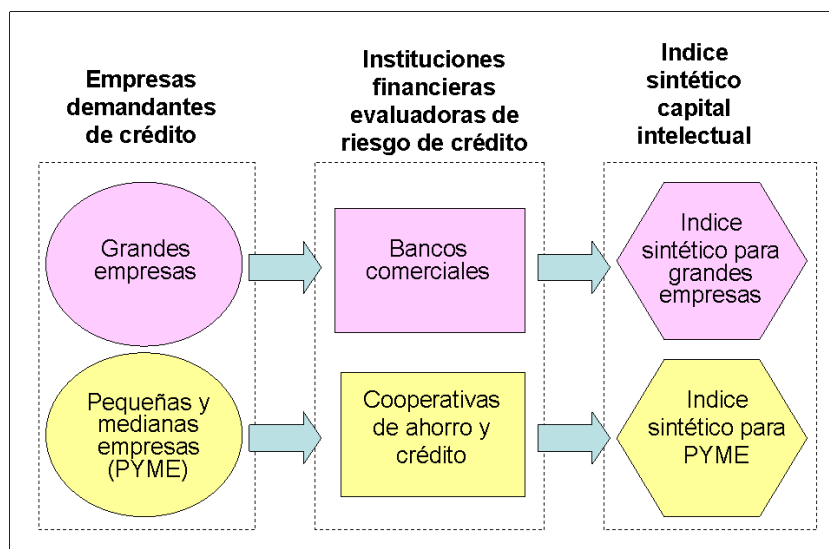 Empresas
demandantes
de crédito
Instituciones
financieras
evaluadoras de
riesgo de crédito
Indice
sintético
capital
intelectual
Grandes
empresas
Bancos
comerciales
Indice
sintético para
grandes
empresas
Pequeñas y
medianas
empresas
(PYME)
Cooperativas
de ahorro y
crédito
Indice
sintético para
PYME